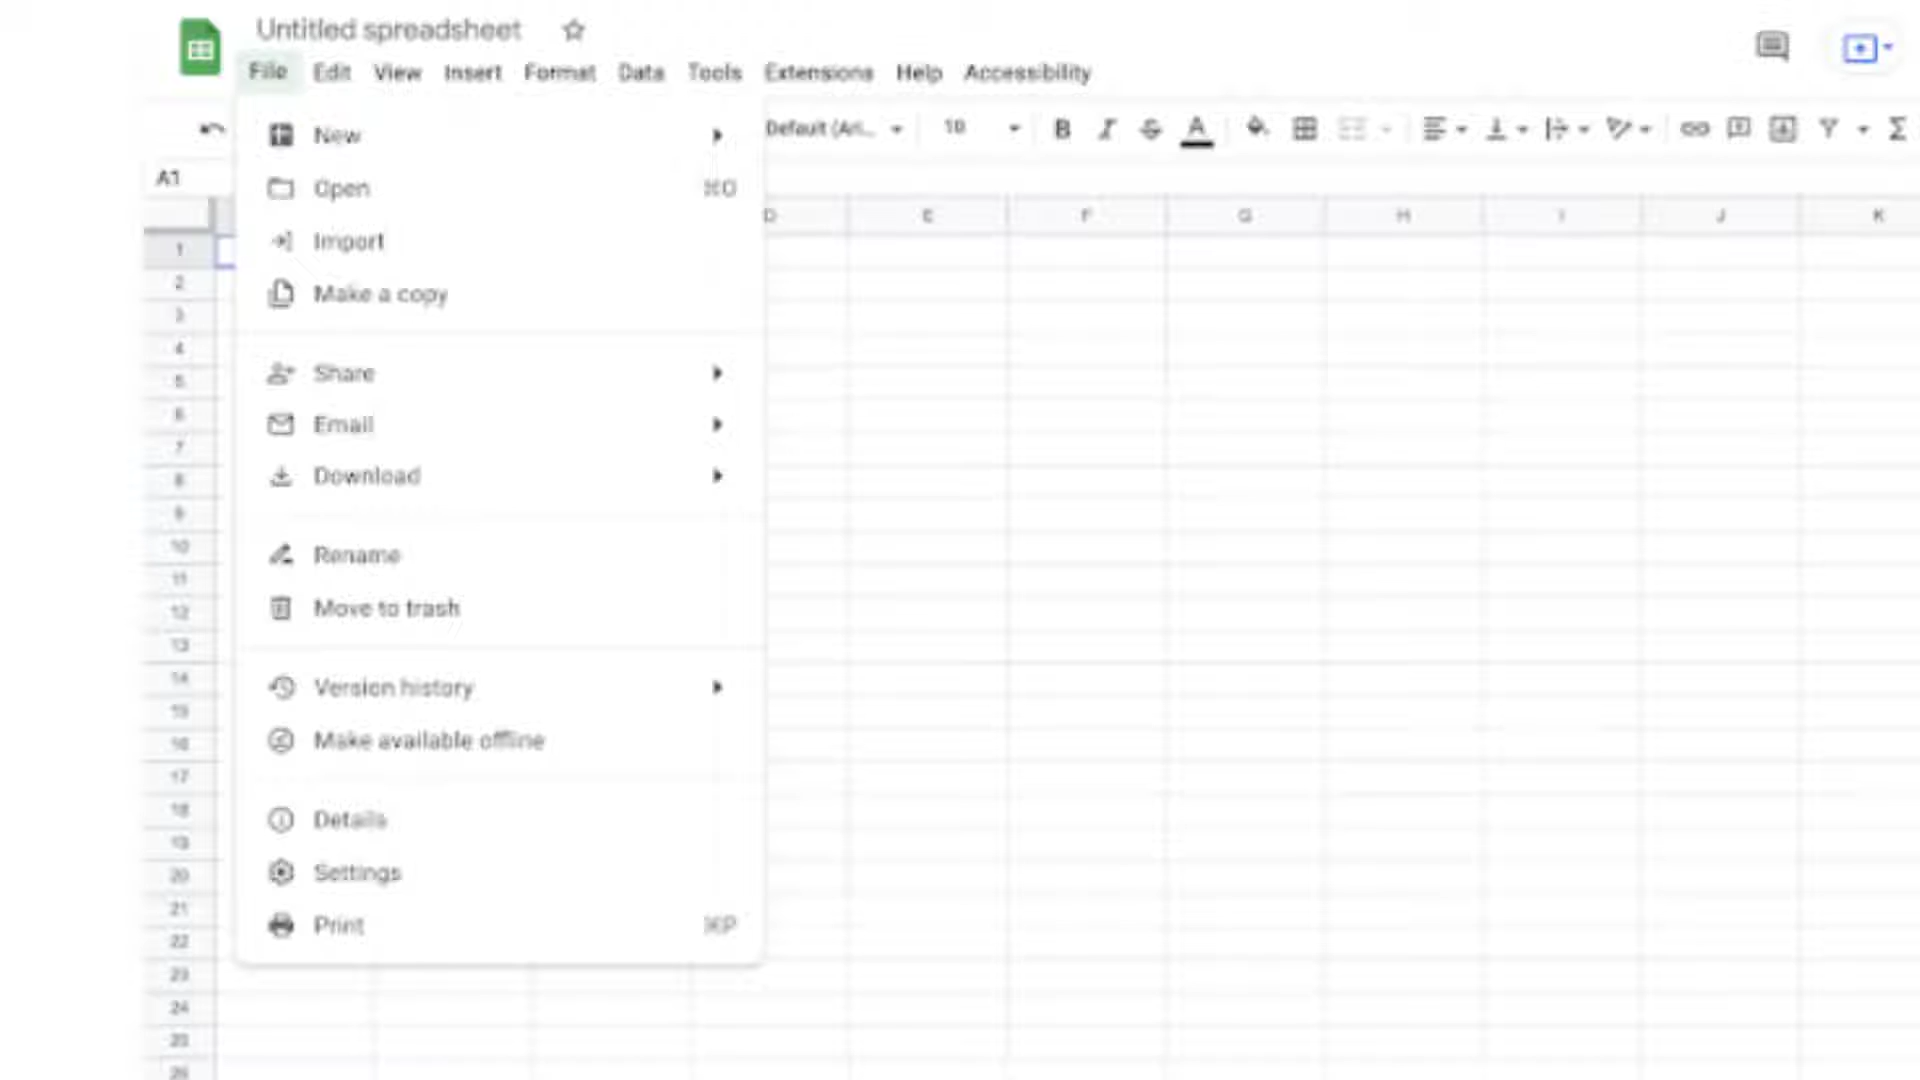 Untitled spreadsheet
File Edit View Insert Format Data Tools Extensions Help Accessibility
Default (Ari... 10 B I S A Σ
A1
D E F G H I J K
New
Open ⌘O
Import
Make a copy
Share
Email
Download
Rename
Move to trash
Version history
Make available offline
Details
Settings
Print ⌘P
1
2
3
4
5
6
7
8
9
10
11
12
13
14
15
16
17
18
19
20
21
22
23
24
25
26